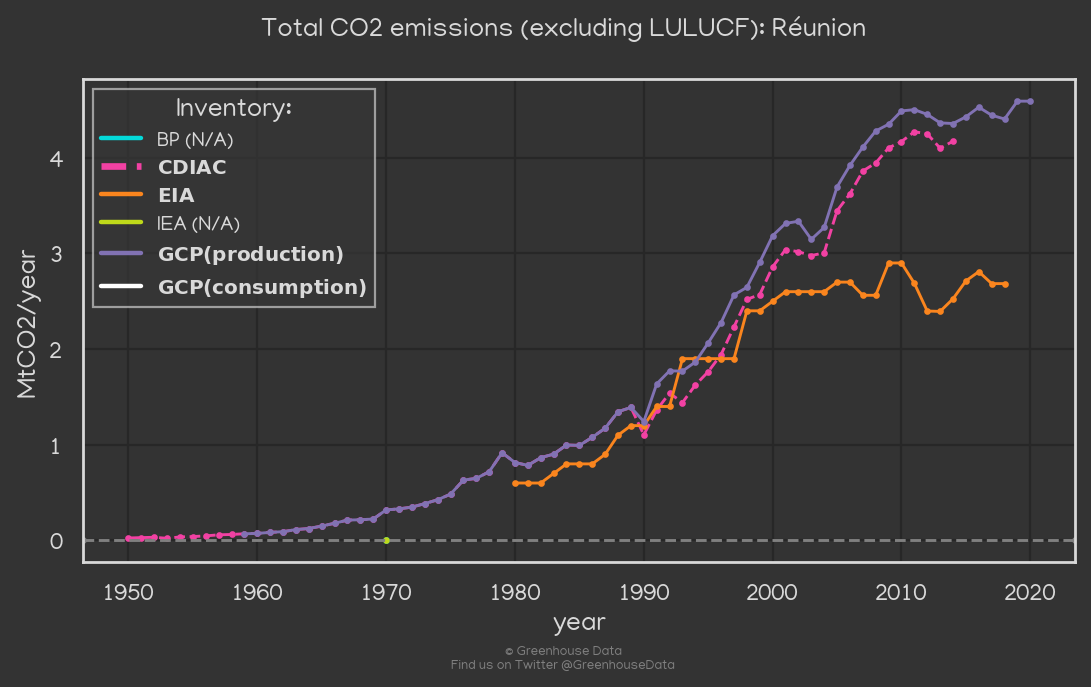 Total CO2 emissions (excluding LULUCF): Réunion
Inventory:
BP (N/A)
CDIAC
EIA
IEA (N/A)
GCP(production)
GCP(consumption)
MtCO2/year
4
3
2
1
0
1950 1960 1970 1980 1990 2000 2010 2020
year
© Greenhouse Data
Find us on Twitter @GreenhouseData